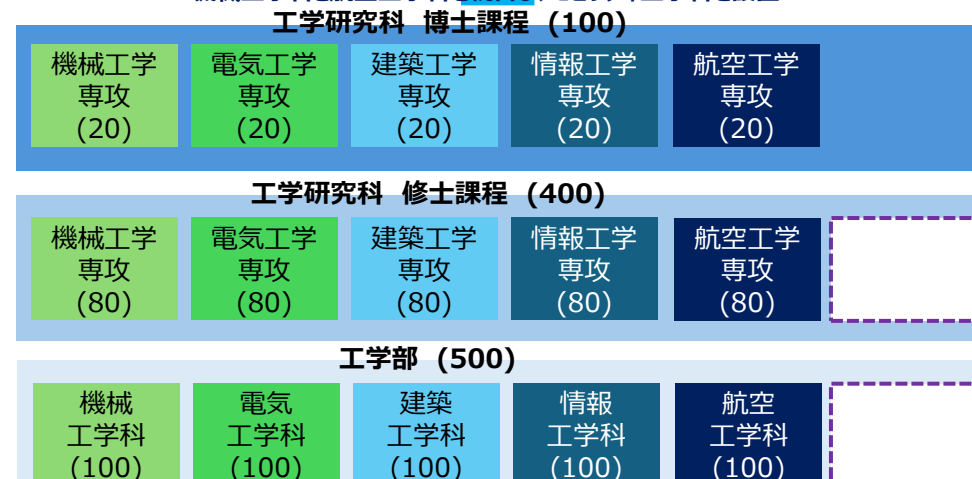 工学研究科 博士課程 (100)
機械工学
専攻
(20)
電気工学
専攻
(20)
建築工学
専攻
(20)
情報工学
専攻
(20)
航空工学
専攻
(20)
工学研究科 修士課程 (400)
機械工学
専攻
(80)
電気工学
専攻
(80)
建築工学
専攻
(80)
情報工学
専攻
(80)
航空工学
専攻
(80)
工学部 (500)
機械
工学科
(100)
電気
工学科
(100)
建築
工学科
(100)
情報
工学科
(100)
航空
工学科
(100)